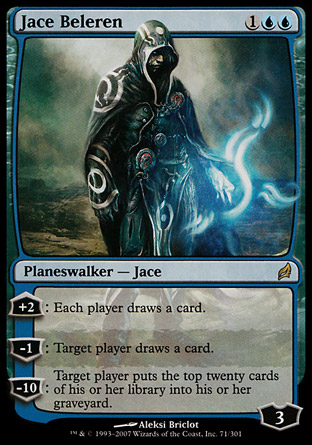 Jace Beleren 1
Planeswalker — Jace
+2 : Each player draws a card.
-1 : Target player draws a card.
-10 : Target player puts the top twenty cards
of his or her library into his or her
graveyard.
Aleksi Briclot
3
™ & © 1993–2007 Wizards of the Coast, Inc. 71/301